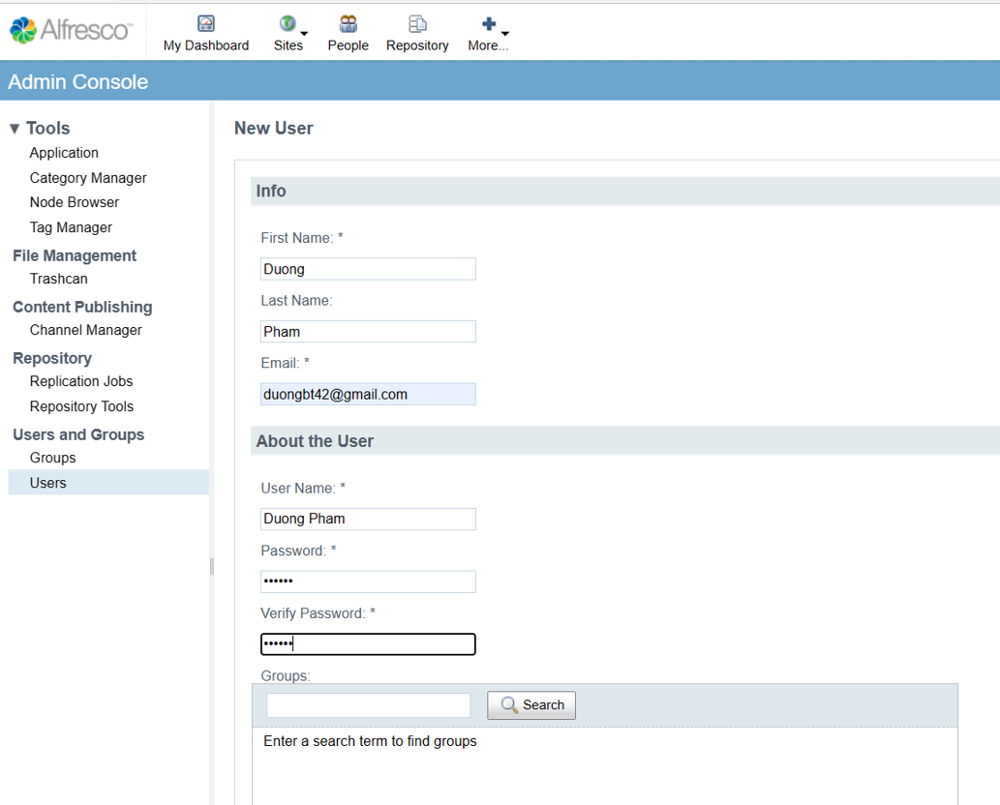 Alfresco™
My Dashboard
Sites
People
Repository
More...
Admin Console
▼ Tools
Application
Category Manager
Node Browser
Tag Manager
File Management
Trashcan
Content Publishing
Channel Manager
Repository
Replication Jobs
Repository Tools
Users and Groups
Groups
Users
New User
Info
First Name: *
Duong
Last Name:
Pham
Email: *
duongbt42@gmail.com
About the User
User Name: *
Duong Pham
Password: *
••••••
Verify Password: *
••••••
Groups:
Search
Enter a search term to find groups